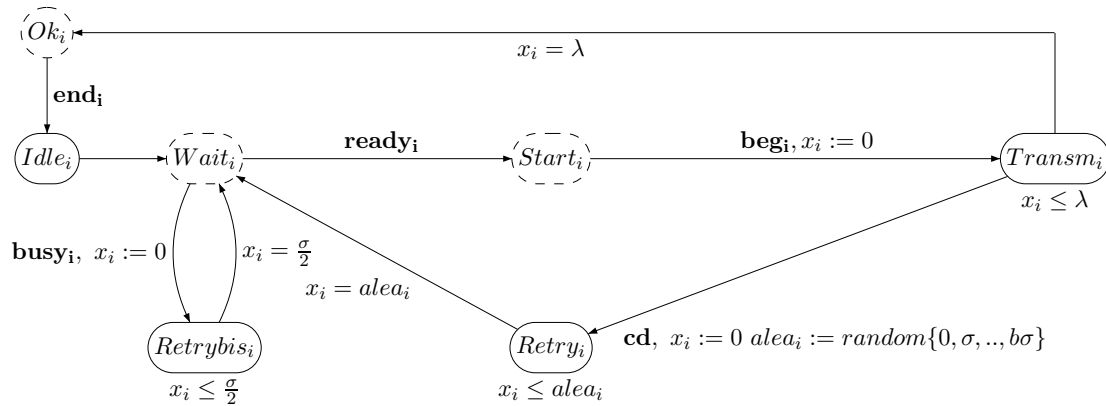 Ok_i
x_i = λ
end_i
ready_i
beg_i, x_i := 0
Idle_i
Wait_i
Start_i
Transm_i
x_i ≤ λ
busy_i, x_i := 0
x_i = σ/2
x_i = alea_i
Retrybis_i
Retry_i
cd, x_i := 0 alea_i := random{0, σ, .., bσ}
x_i ≤ σ/2
x_i ≤ alea_i